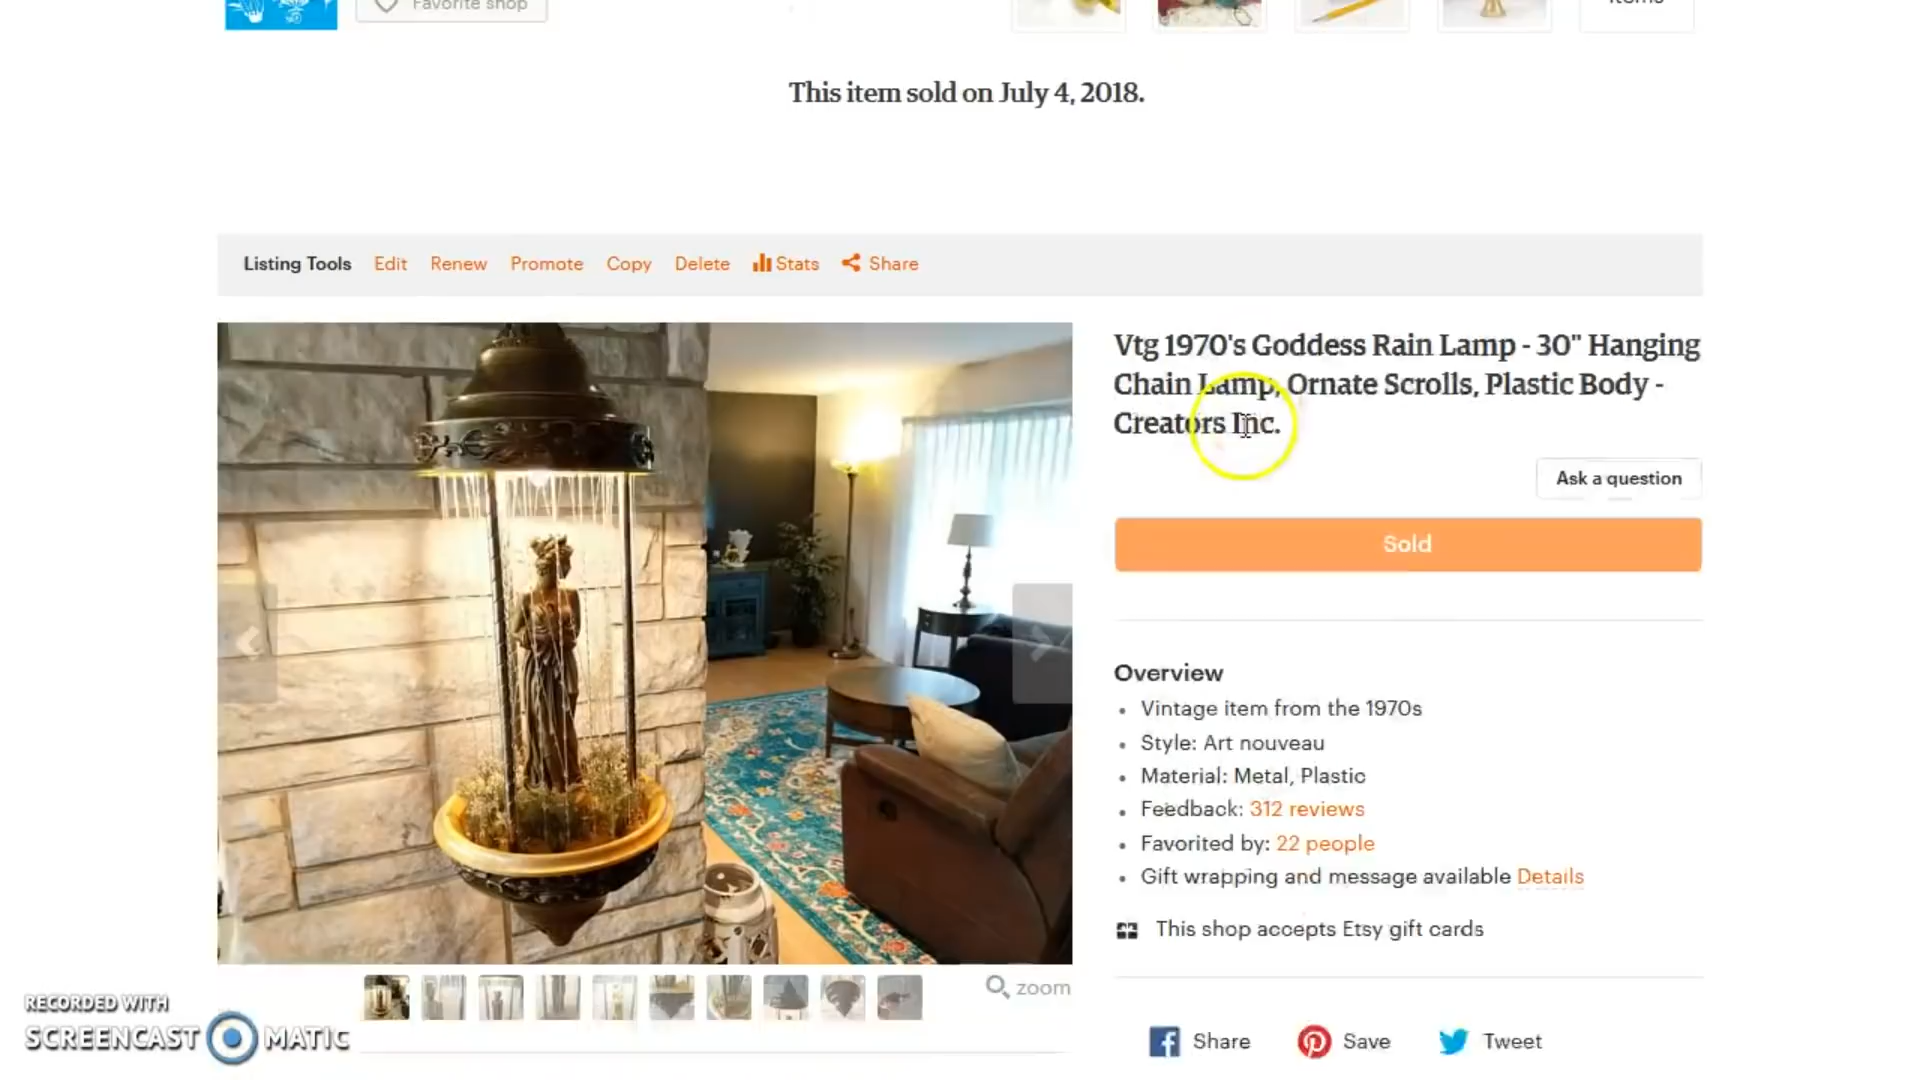 Favorite shop
This item sold on July 4, 2018.
Listing Tools Edit Renew Promote Copy Delete Stats Share
Vtg 1970's Goddess Rain Lamp - 30" Hanging
Chain Lamp, Ornate Scrolls, Plastic Body -
Creators Inc.
Ask a question
Sold
Overview
Vintage item from the 1970s
Style: Art nouveau
Material: Metal, Plastic
Feedback: 312 reviews
Favorited by: 22 people
Gift wrapping and message available Details
This shop accepts Etsy gift cards
zoom
Share Save Tweet
RECORDED WITH
SCREENCAST MATIC